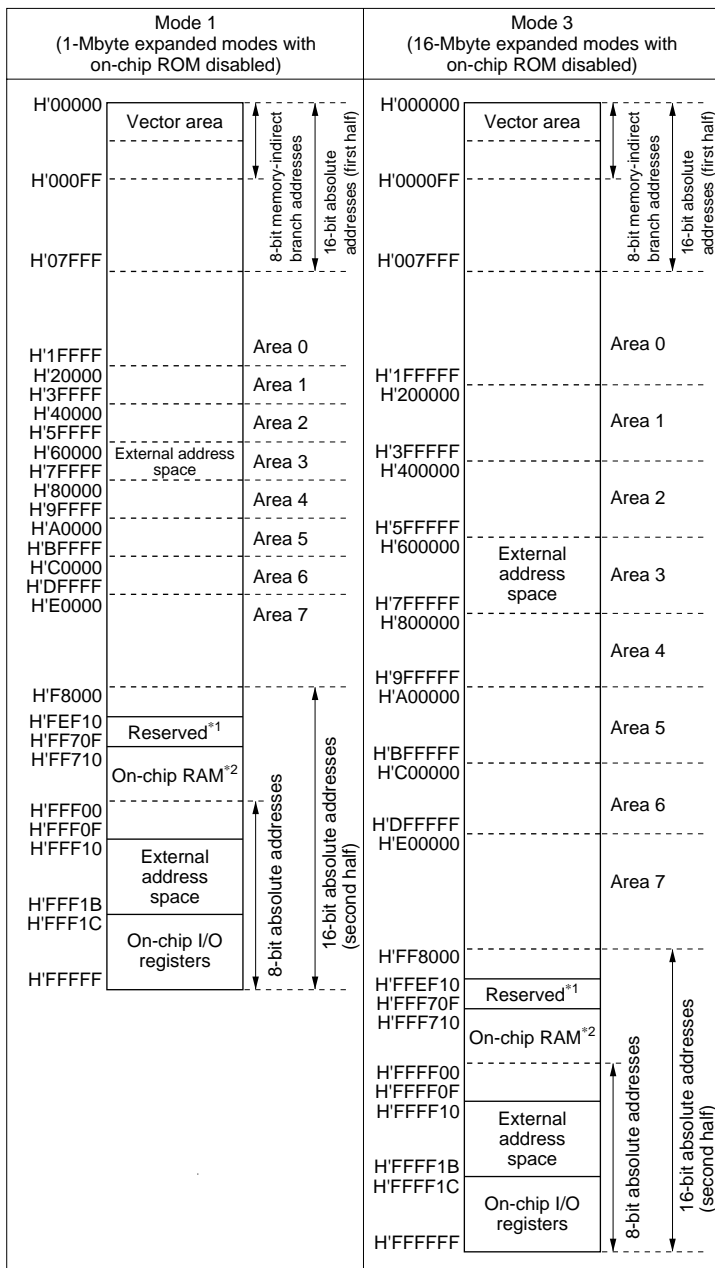 Mode 1
(1-Mbyte expanded modes with
on-chip ROM disabled)
H'00000
Vector area
H'000FF
8-bit memory-indirect
branch addresses
16-bit absolute
addresses (first half)
H'07FFF
Area 0
H'1FFFF
H'20000
Area 1
H'3FFFF
H'40000
Area 2
H'5FFFF
H'60000
External address
space
Area 3
H'7FFFF
H'80000
Area 4
H'9FFFF
H'A0000
Area 5
H'BFFFF
H'C0000
Area 6
H'DFFFF
H'E0000
Area 7
H'F8000
H'FEF10
Reserved*1
H'FF70F
H'FF710
On-chip RAM*2
H'FFF00
H'FFF0F
H'FFF10
External
address
space
H'FFF1B
H'FFF1C
On-chip I/O
registers
H'FFFFF
8-bit absolute addresses
16-bit absolute addresses
(second half)
Mode 3
(16-Mbyte expanded modes with
on-chip ROM disabled)
H'000000
Vector area
H'0000FF
8-bit memory-indirect
branch addresses
16-bit absolute
addresses (first half)
H'007FFF
Area 0
H'1FFFFF
H'200000
Area 1
H'3FFFFF
H'400000
Area 2
H'5FFFFF
H'600000
External
address
space
Area 3
H'7FFFFF
H'800000
Area 4
H'9FFFFF
H'A00000
Area 5
H'BFFFFF
H'C00000
Area 6
H'DFFFFF
H'E00000
Area 7
H'FF8000
H'FFEF10
Reserved*1
H'FFF70F
H'FFF710
On-chip RAM*2
H'FFFF00
H'FFFF0F
H'FFFF10
External
address
space
H'FFFF1B
H'FFFF1C
On-chip I/O
registers
H'FFFFFF
8-bit absolute addresses
16-bit absolute addresses
(second half)